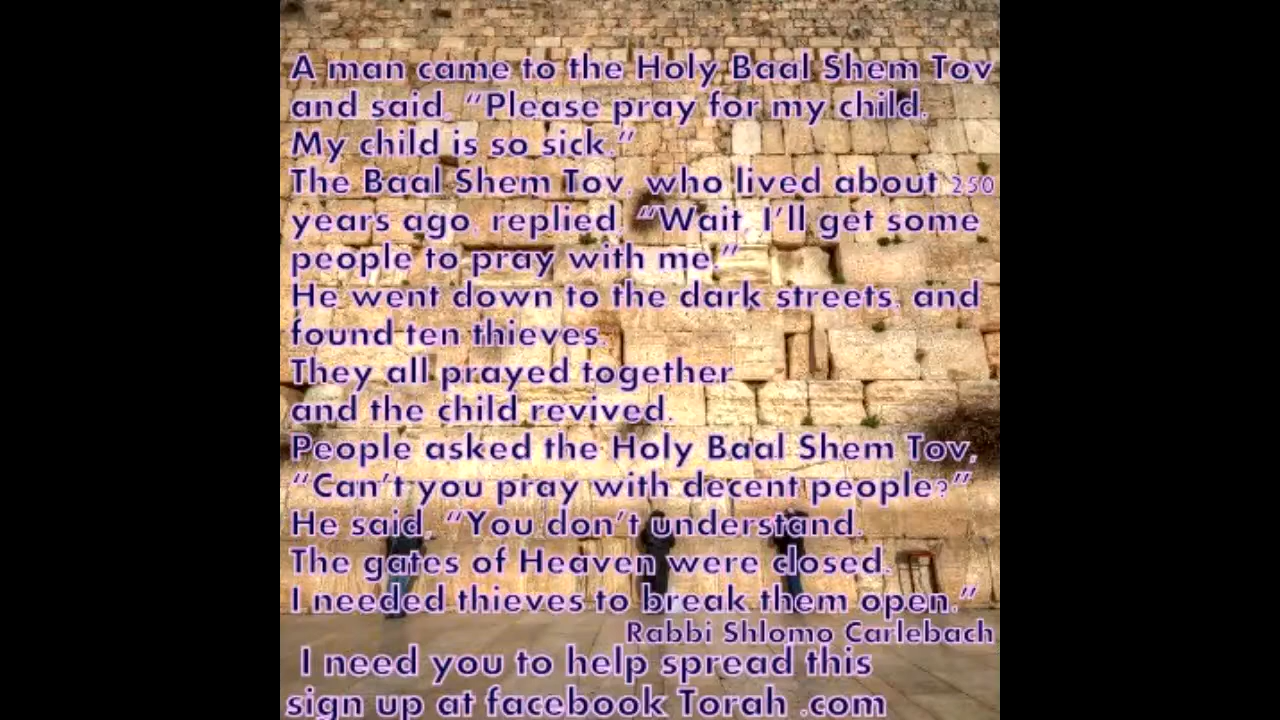 A man came to the Holy Baal Shem Tov
and said, “Please pray for my child.
My child is so sick.”
The Baal Shem Tov, who lived about 250
years ago, replied, “Wait, I’ll get some
people to pray with me.”
He went down to the dark streets, and
found ten thieves.
They all prayed together
and the child revived.
People asked the Holy Baal Shem Tov,
“Can’t you pray with decent people?”
He said, “You don’t understand.
The gates of Heaven were closed.
I needed thieves to break them open.”
Rabbi Shlomo Carlebach
I need you to help spread this
sign up at facebook Torah .com